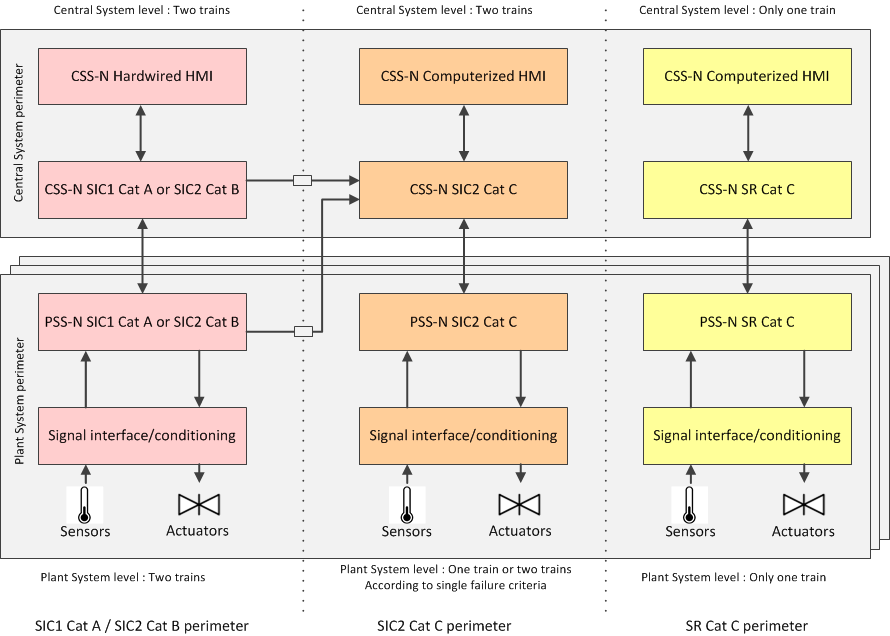 Central System level : Two trains
Central System level : Two trains
Central System level : Only one train
Central System perimeter
CSS-N Hardwired HMI
CSS-N Computerized HMI
CSS-N Computerized HMI
CSS-N SIC1 Cat A or SIC2 Cat B
CSS-N SIC2 Cat C
CSS-N SR Cat C
Plant System perimeter
PSS-N SIC1 Cat A or SIC2 Cat B
PSS-N SIC2 Cat C
PSS-N SR Cat C
Signal interface/conditioning
Signal interface/conditioning
Signal interface/conditioning
Sensors
Actuators
Sensors
Actuators
Sensors
Actuators
Plant System level : Two trains
Plant System level : One train or two trains
According to single failure criteria
Plant System level : Only one train
SIC1 Cat A / SIC2 Cat B perimeter
SIC2 Cat C perimeter
SR Cat C perimeter